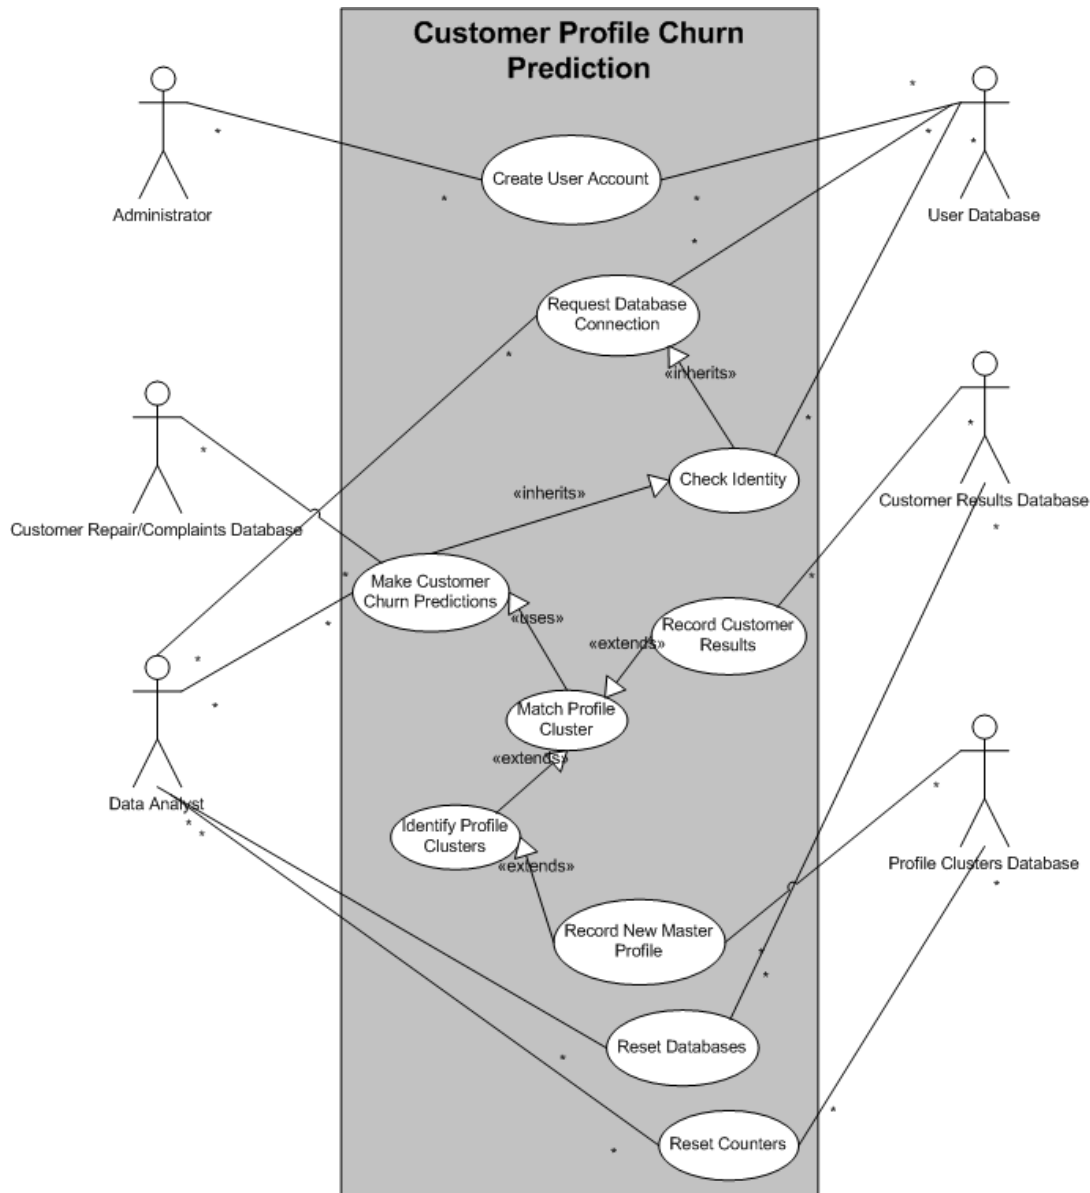 Customer Profile Churn
Prediction
Administrator
*
*
Create User Account
*
*
*
*
User Database
*
Request Database
Connection
*
«inherits»
Customer Repair/Complaints Database
*
«inherits»
Check Identity
*
*
Customer Results Database
*
Make Customer
Churn Predictions
*
*
«uses»
«extends»
Record Customer
Results
*
Data Analyst
*
*
*
*
Match Profile
Cluster
«extends»
Identify Profile
Clusters
«extends»
*
Profile Clusters Database
*
Record New Master
Profile
*
*
Reset Databases
*
Reset Counters
*
*